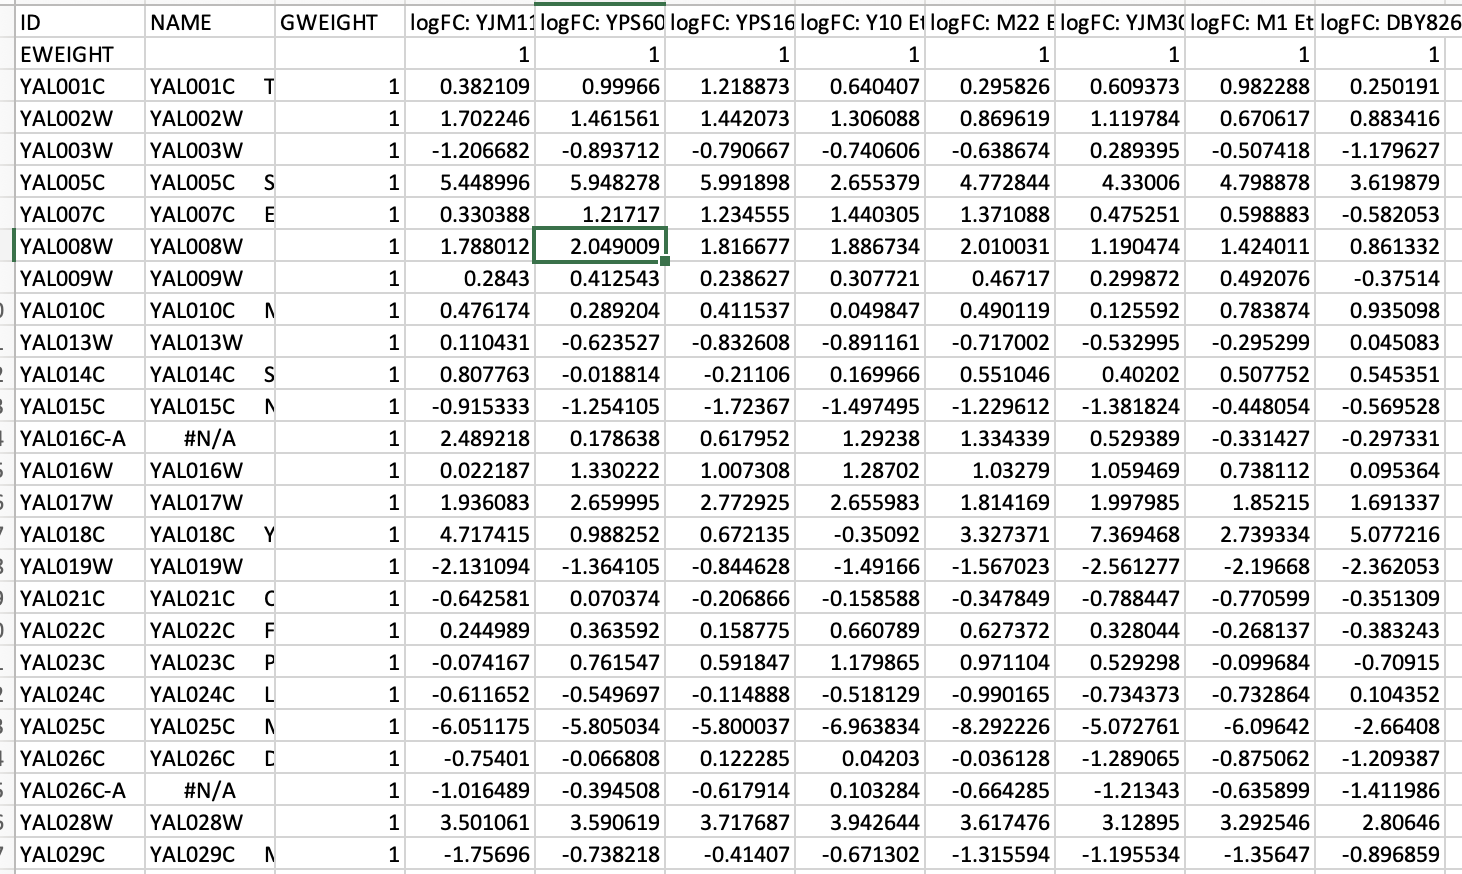 ID NAME GWEIGHT logFC: YJM11 logFC: YPS60 logFC: YPS16 logFC: Y10 Et logFC: M22 E logFC: YJM30 logFC: M1 Et logFC: DBY826
EWEIGHT 1 1 1 1 1 1 1 1
YAL001C YAL001C T 1 0.382109 0.99966 1.218873 0.640407 0.295826 0.609373 0.982288 0.250191
YAL002W YAL002W 1 1.702246 1.461561 1.442073 1.306088 0.869619 1.119784 0.670617 0.883416
YAL003W YAL003W 1 -1.206682 -0.893712 -0.790667 -0.740606 -0.638674 0.289395 -0.507418 -1.179627
YAL005C YAL005C S 1 5.448996 5.948278 5.991898 2.655379 4.772844 4.33006 4.798878 3.619879
YAL007C YAL007C E 1 0.330388 1.21717 1.234555 1.440305 1.371088 0.475251 0.598883 -0.582053
YAL008W YAL008W 1 1.788012 2.049009 1.816677 1.886734 2.010031 1.190474 1.424011 0.861332
YAL009W YAL009W 1 0.2843 0.412543 0.238627 0.307721 0.46717 0.299872 0.492076 -0.37514
YAL010C YAL010C M 1 0.476174 0.289204 0.411537 0.049847 0.490119 0.125592 0.783874 0.935098
YAL013W YAL013W 1 0.110431 -0.623527 -0.832608 -0.891161 -0.717002 -0.532995 -0.295299 0.045083
YAL014C YAL014C S 1 0.807763 -0.018814 -0.21106 0.169966 0.551046 0.40202 0.507752 0.545351
YAL015C YAL015C N 1 -0.915333 -1.254105 -1.72367 -1.497495 -1.229612 -1.381824 -0.448054 -0.569528
YAL016C-A #N/A 1 2.489218 0.178638 0.617952 1.29238 1.334339 0.529389 -0.331427 -0.297331
YAL016W YAL016W 1 0.022187 1.330222 1.007308 1.28702 1.03279 1.059469 0.738112 0.095364
YAL017W YAL017W 1 1.936083 2.659995 2.772925 2.655983 1.814169 1.997985 1.85215 1.691337
YAL018C YAL018C Y 1 4.717415 0.988252 0.672135 -0.35092 3.327371 7.369468 2.739334 5.077216
YAL019W YAL019W 1 -2.131094 -1.364105 -0.844628 -1.49166 -1.567023 -2.561277 -2.19668 -2.362053
YAL021C YAL021C C 1 -0.642581 0.070374 -0.206866 -0.158588 -0.347849 -0.788447 -0.770599 -0.351309
YAL022C YAL022C F 1 0.244989 0.363592 0.158775 0.660789 0.627372 0.328044 -0.268137 -0.383243
YAL023C YAL023C P 1 -0.074167 0.761547 0.591847 1.179865 0.971104 0.529298 -0.099684 -0.70915
YAL024C YAL024C L 1 -0.611652 -0.549697 -0.114888 -0.518129 -0.990165 -0.734373 -0.732864 0.104352
YAL025C YAL025C M 1 -6.051175 -5.805034 -5.800037 -6.963834 -8.292226 -5.072761 -6.09642 -2.66408
YAL026C YAL026C D 1 -0.75401 -0.066808 0.122285 0.04203 -0.036128 -1.289065 -0.875062 -1.209387
YAL026C-A #N/A 1 -1.016489 -0.394508 -0.617914 0.103284 -0.664285 -1.21343 -0.635899 -1.411986
YAL028W YAL028W 1 3.501061 3.590619 3.717687 3.942644 3.617476 3.12895 3.292546 2.80646
YAL029C YAL029C M 1 -1.75696 -0.738218 -0.41407 -0.671302 -1.315594 -1.195534 -1.35647 -0.896859